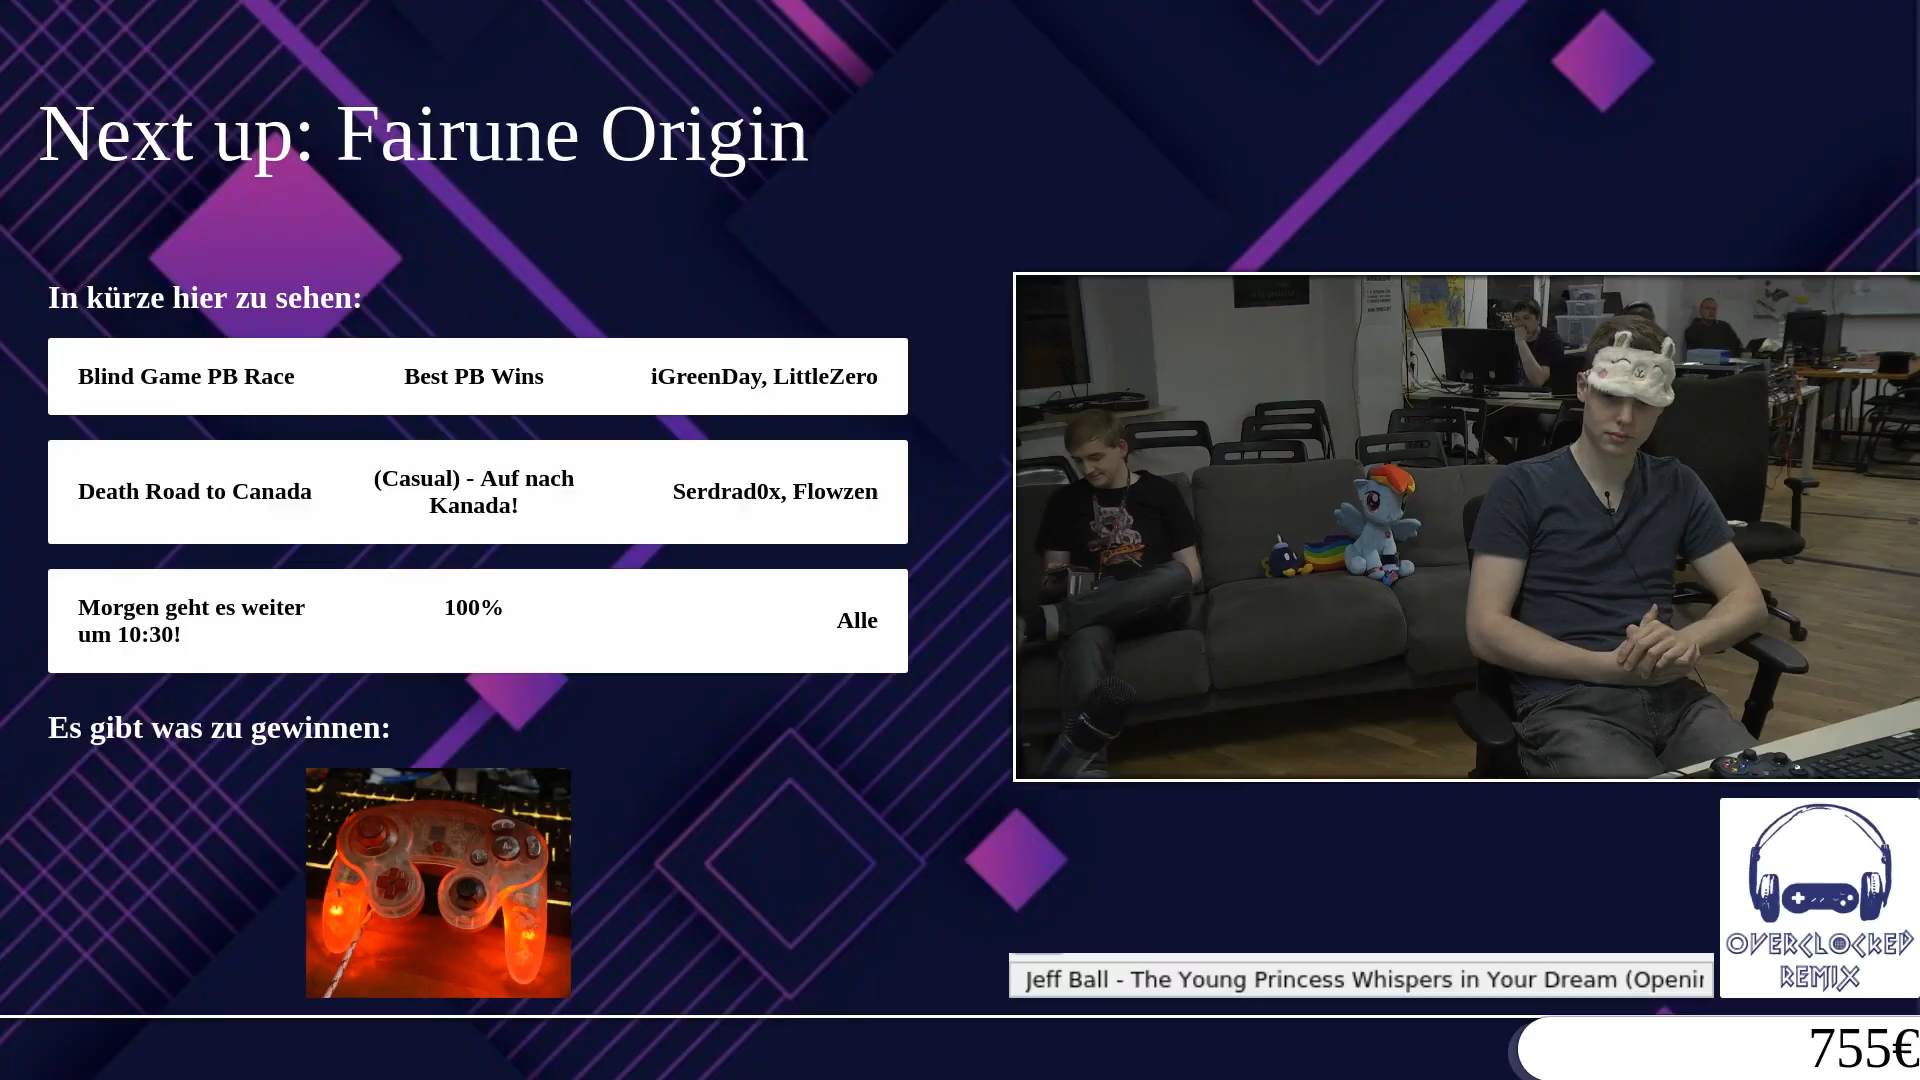 Next up: Fairune Origin
In kürze hier zu sehen:
Blind Game PB Race
Best PB Wins
iGreenDay, LittleZero
Death Road to Canada
(Casual) - Auf nach
Kanada!
Serdrad0x, Flowzen
Morgen geht es weiter
um 10:30!
100%
Alle
Es gibt was zu gewinnen:
Jeff Ball - The Young Princess Whispers in Your Dream (Openin
OVERCLOCKED
REMIX
755€